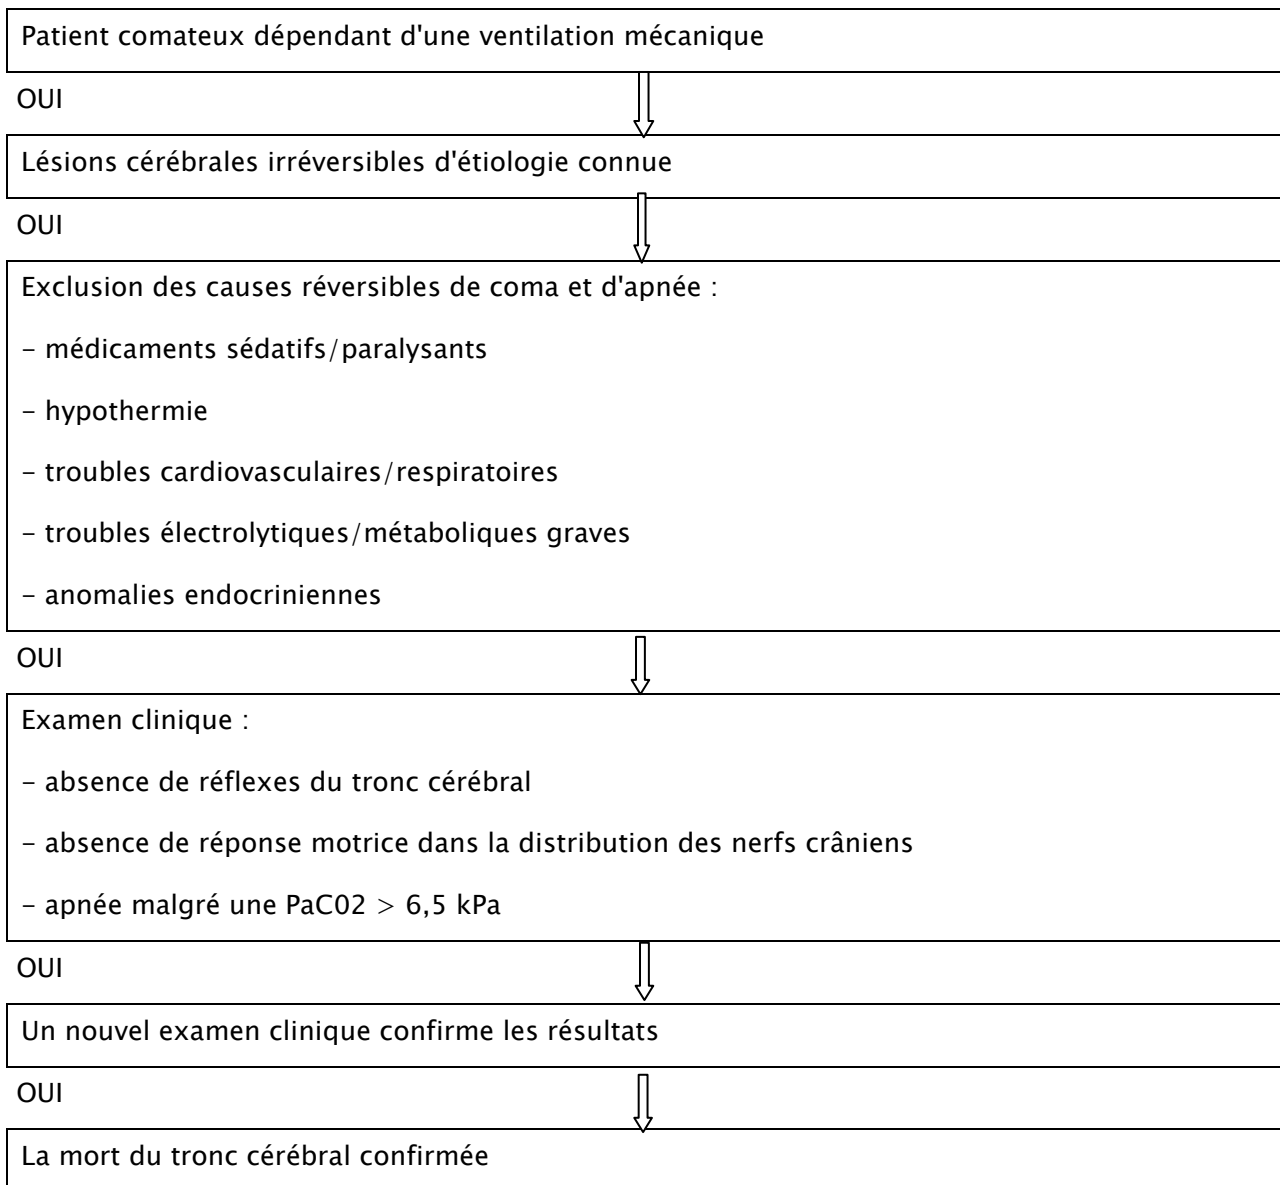 Patient comateux dépendant d'une ventilation mécanique
OUI
Lésions cérébrales irréversibles d'étiologie connue
OUI
Exclusion des causes réversibles de coma et d'apnée :
- médicaments sédatifs/paralysants
- hypothermie
- troubles cardiovasculaires/respiratoires
- troubles électrolytiques/métaboliques graves
- anomalies endocriniennes
OUI
Examen clinique :
- absence de réflexes du tronc cérébral
- absence de réponse motrice dans la distribution des nerfs crâniens
- apnée malgré une PaC02 > 6,5 kPa
OUI
Un nouvel examen clinique confirme les résultats
OUI
La mort du tronc cérébral confirmée